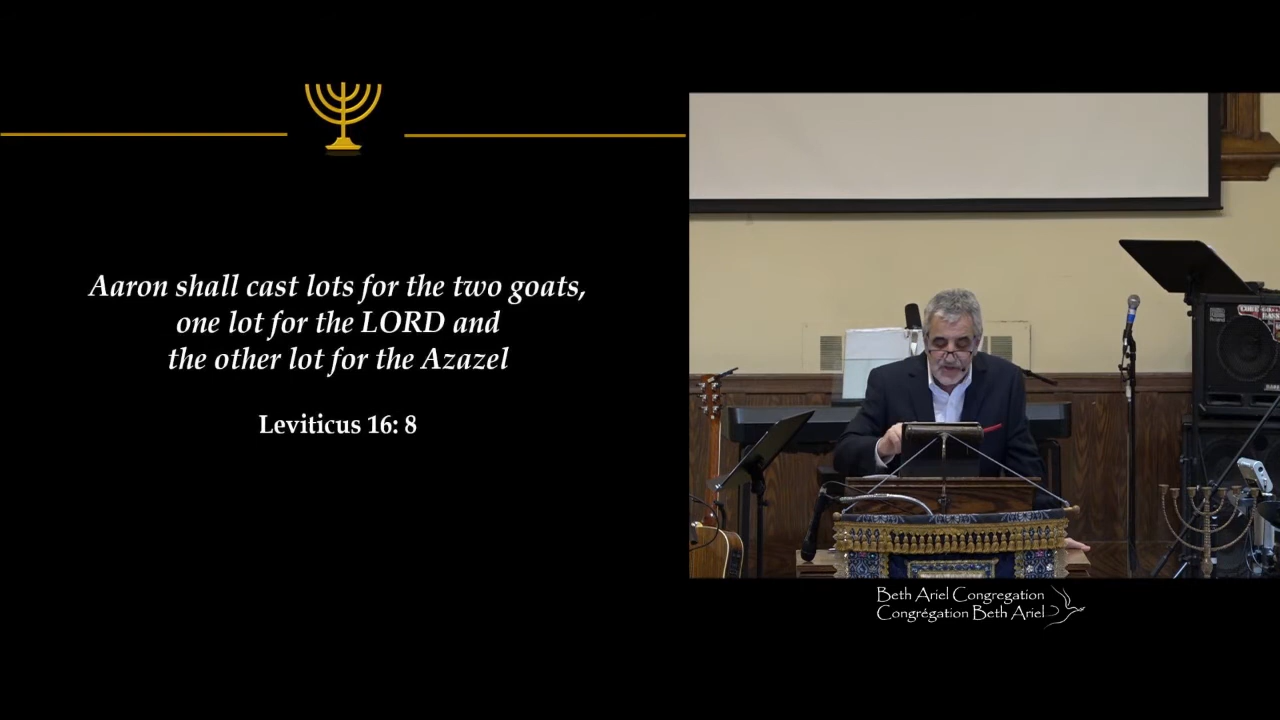 Aaron shall cast lots for the two goats,
one lot for the LORD and
the other lot for the Azazel
Leviticus 16: 8
Beth Ariel Congregation
Congrégation Beth Ariel